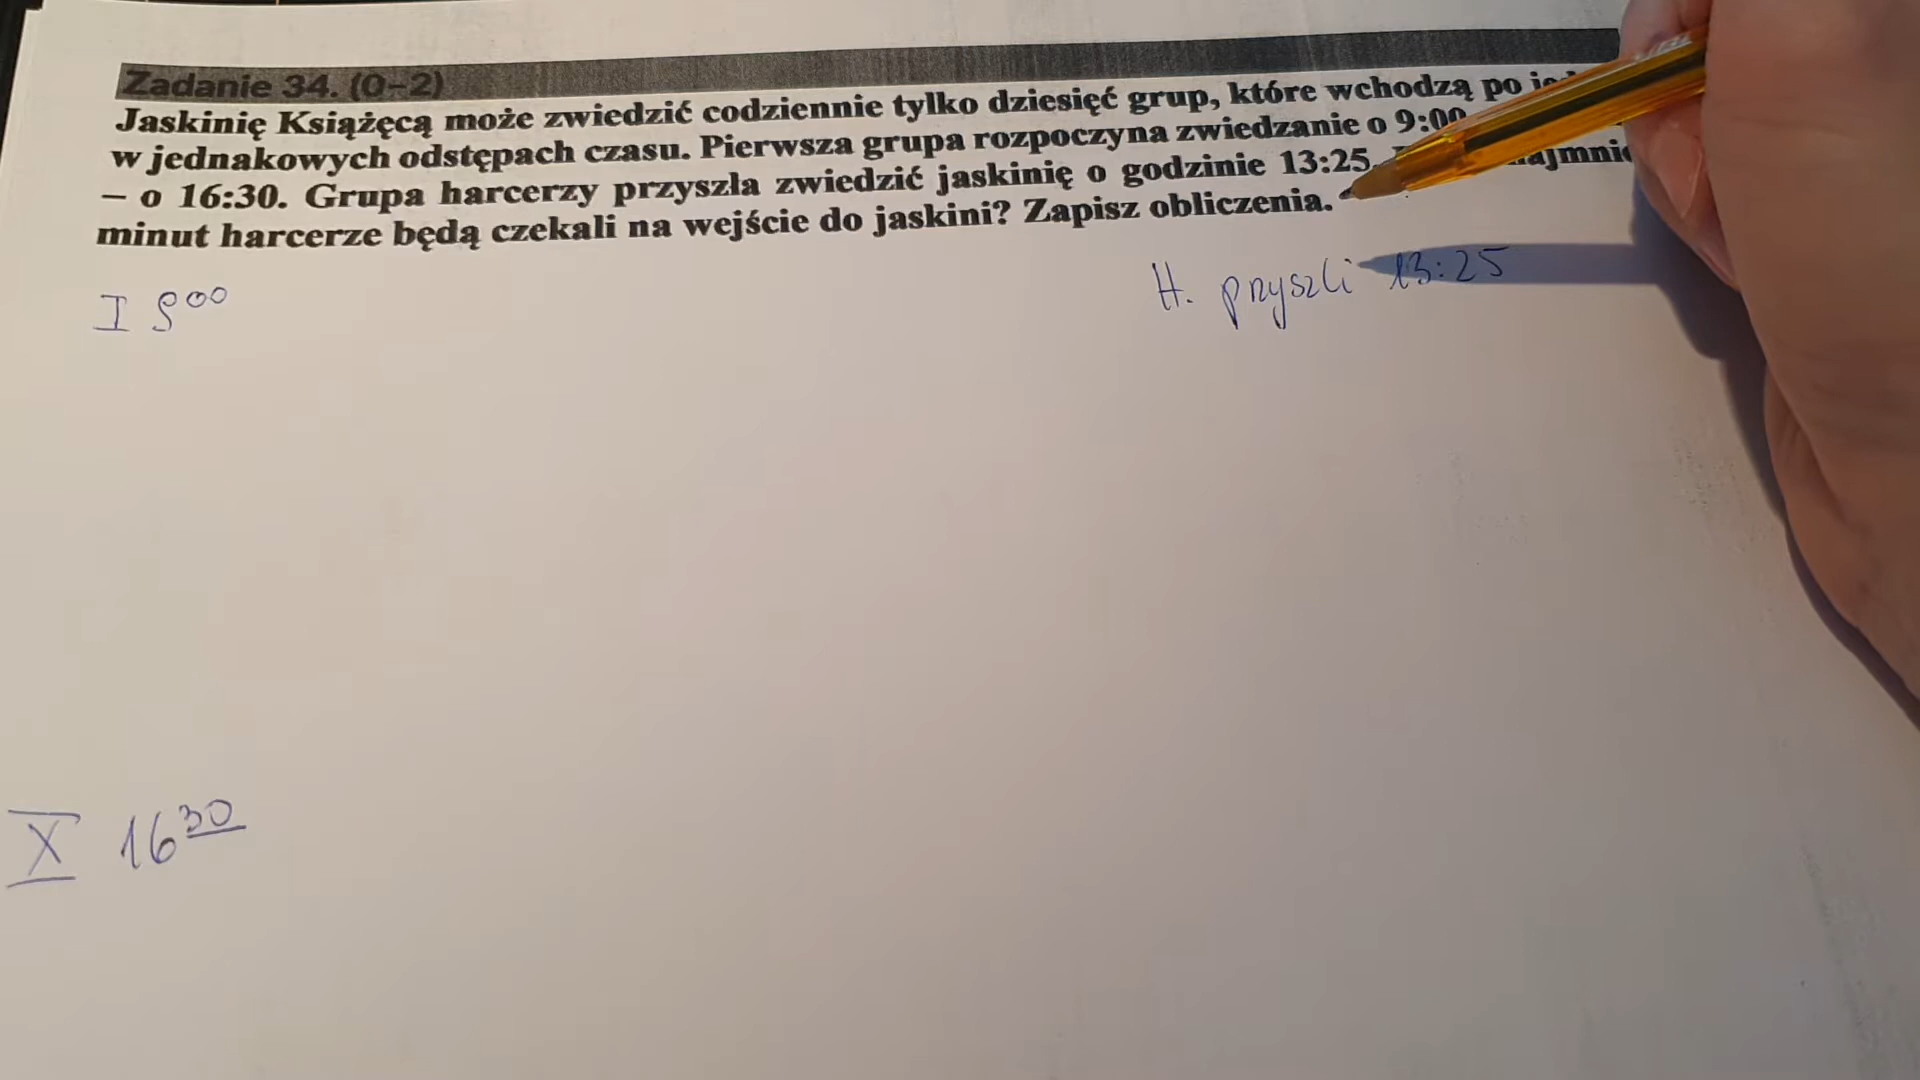 Zadanie 34. (0–2)
Jaskinię Książęcą może zwiedzić codziennie tylko dziesięć grup, które wchodzą po
w jednakowych odstępach czasu. Pierwsza grupa rozpoczyna zwiedzanie o 9:00
– o 16:30. Grupa harcerzy przyszła zwiedzić jaskinię o godzinie 13:25.
minut harcerze będą czekali na wejście do jaskini? Zapisz obliczenia.
H. przyszli 13:25
I 9⁰⁰
X 16³⁰